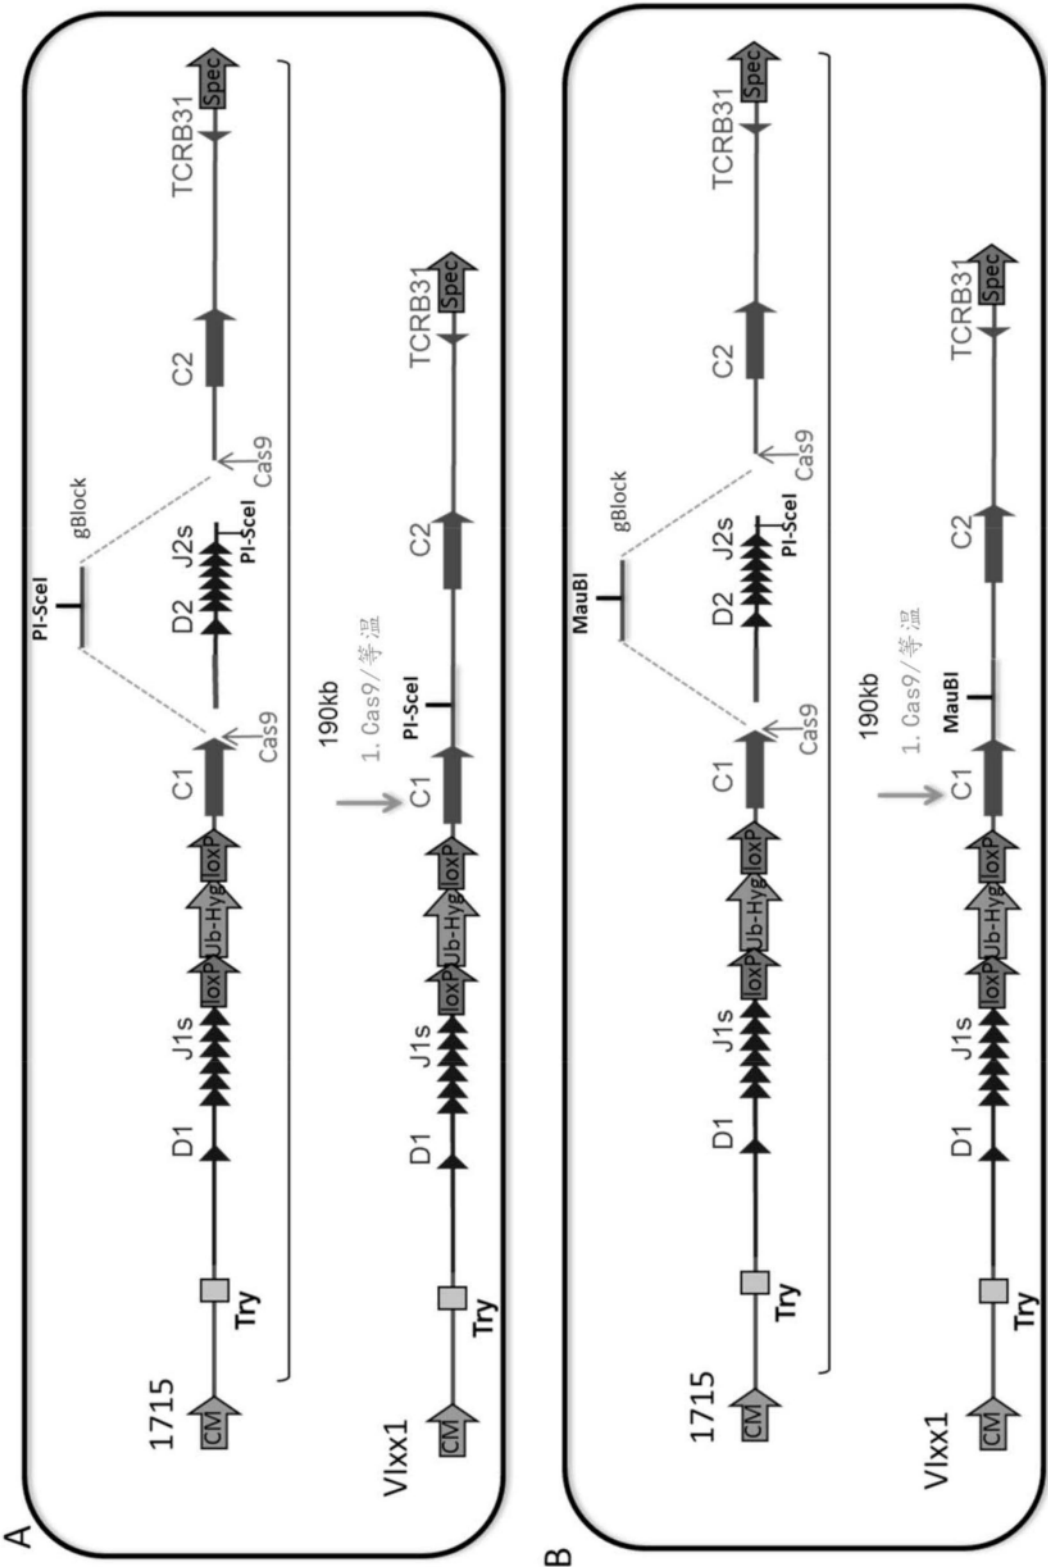 A
PI-SceI
gBlock
1715
D1
J1s
C1
D2
J2s
C2
TCRB31
CM
loxP
Ub-Hyg
loxP
Spec
Try
Cas9
PI-SceI
Cas9
190kb
1. Cas9/等温
VIxx1
D1
J1s
C1
PI-SceI
C2
TCRB31
CM
loxP
Ub-Hyg
loxP
Spec
Try
B
MauBI
gBlock
1715
D1
J1s
C1
D2
J2s
C2
TCRB31
CM
loxP
Ub-Hyg
loxP
Spec
Try
Cas9
PI-SceI
Cas9
190kb
1. Cas9/等温
VIxx1
D1
J1s
C1
MauBI
C2
TCRB31
CM
loxP
Ub-Hyg
loxP
Spec
Try